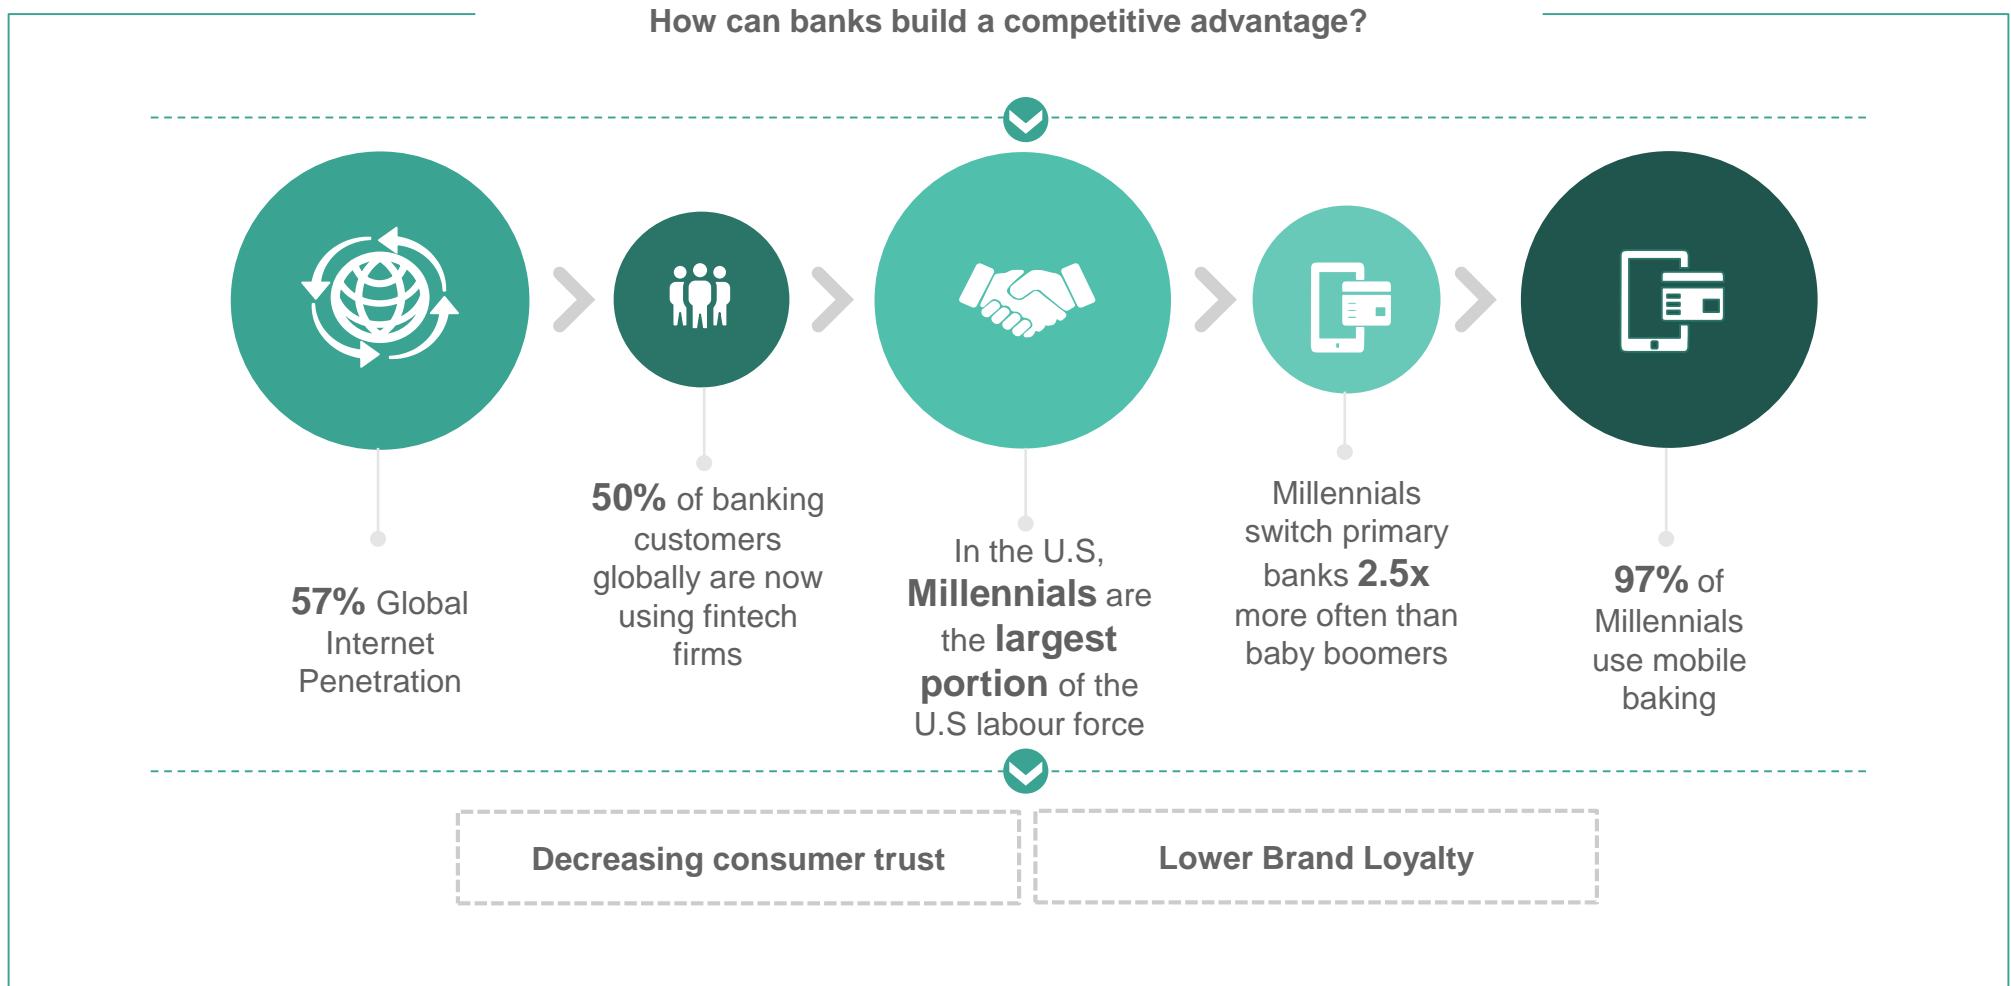 How can banks build a competitive advantage?
57% Global
Internet
Penetration
50% of banking
customers
globally are now
using fintech
firms
In the U.S,
Millennials are
the largest
portion of the
U.S labour force
Millennials
switch primary
banks 2.5x
more often than
baby boomers
97% of
Millennials
use mobile
baking
Decreasing consumer trust
Lower Brand Loyalty